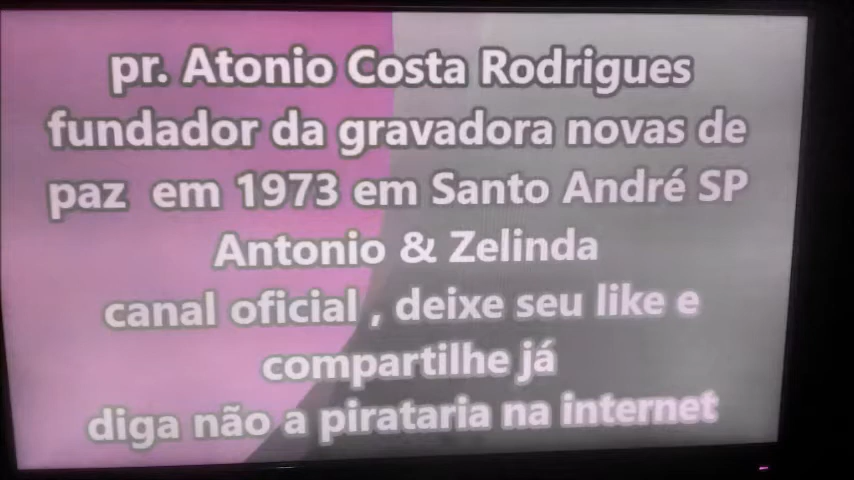 pr. Atonio Costa Rodrigues
fundador da gravadora novas de
paz em 1973 em Santo André SP
Antonio & Zelinda
canal oficial , deixe seu like e
compartilhe já
diga não a pirataria na internet